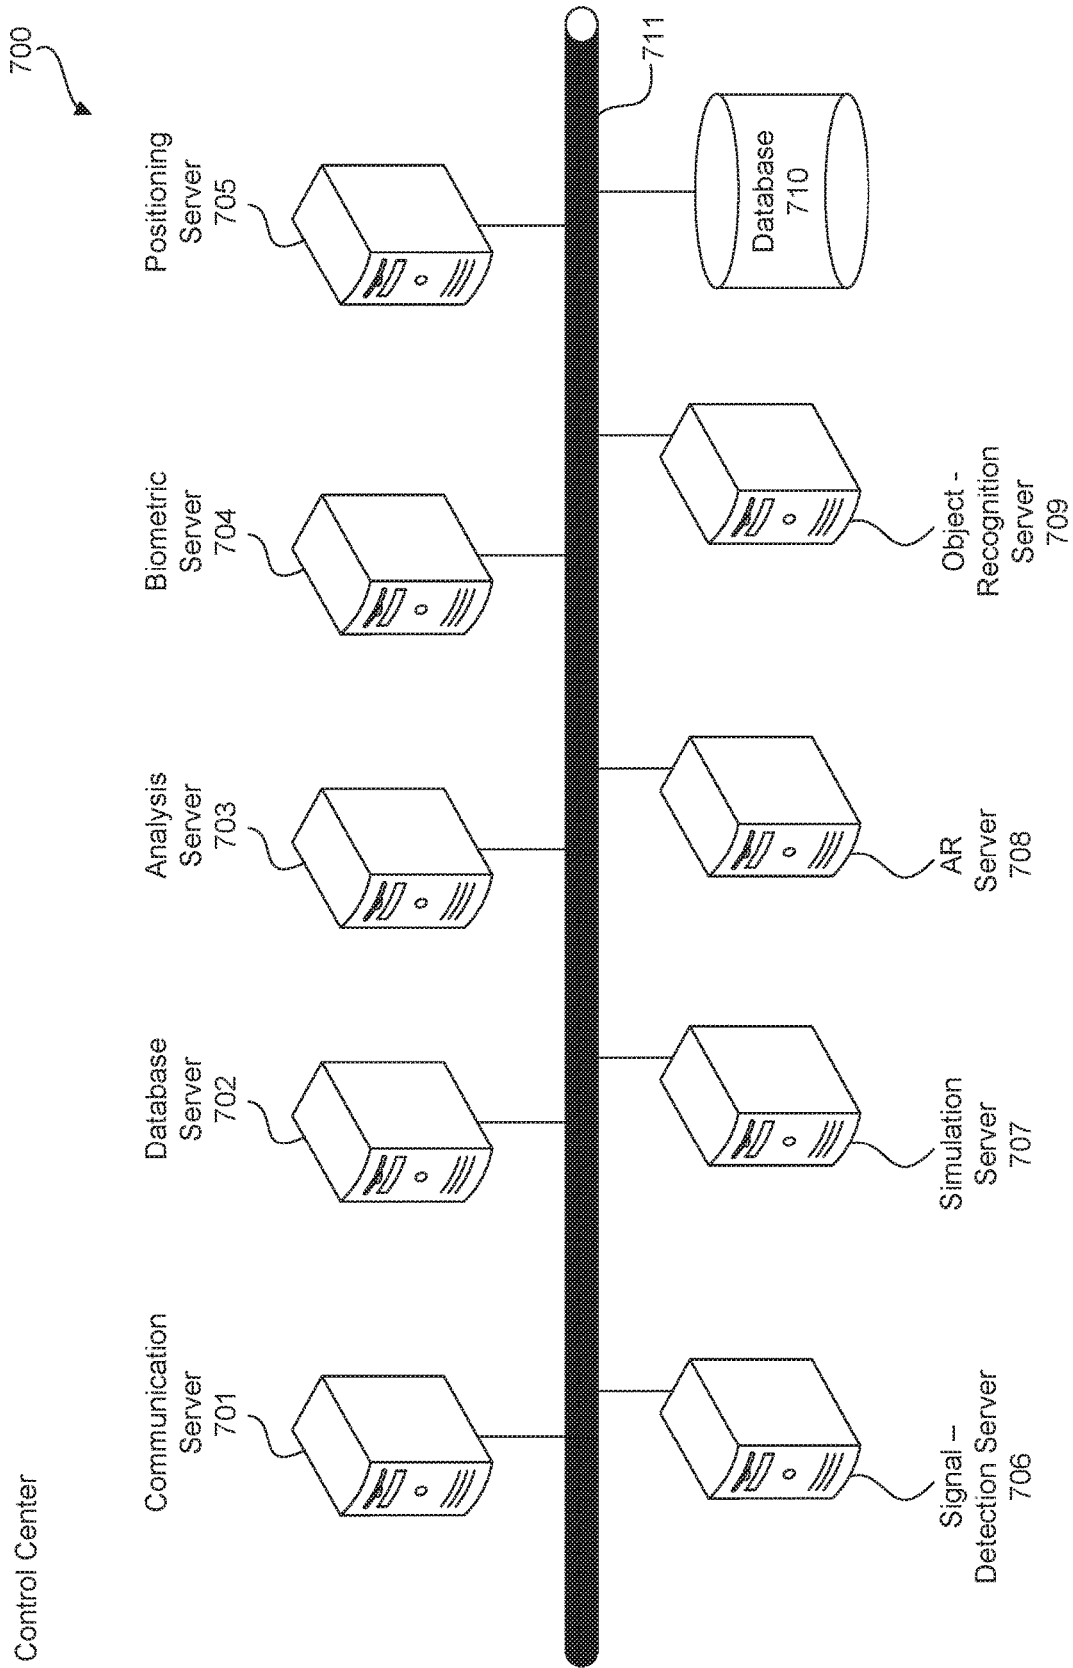 Control Center
700
Communication
Server
701
Database
Server
702
Analysis
Server
703
Biometric
Server
704
Positioning
Server
705
711
Signal –
Detection Server
706
Simulation
Server
707
AR
Server
708
Object -
Recognition
Server
709
Database
710